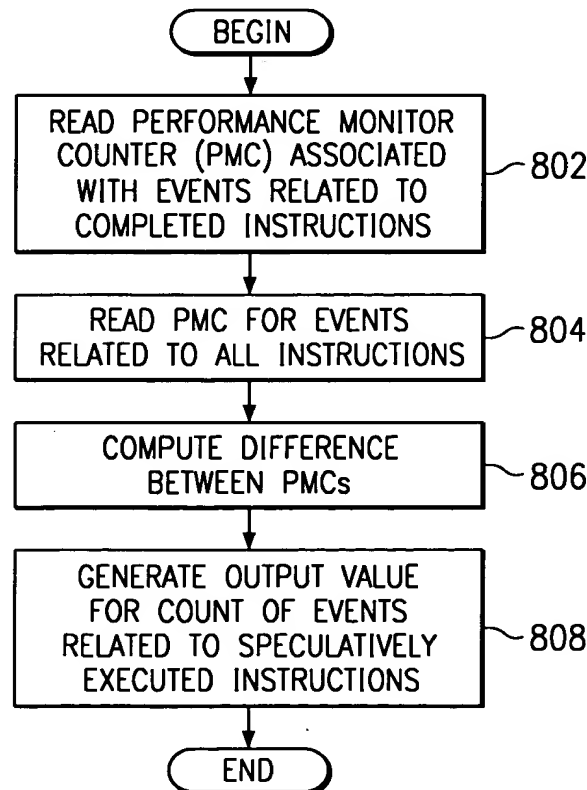 BEGIN
READ PERFORMANCE MONITOR
COUNTER (PMC) ASSOCIATED
WITH EVENTS RELATED TO
COMPLETED INSTRUCTIONS
802
READ PMC FOR EVENTS
RELATED TO ALL INSTRUCTIONS
804
COMPUTE DIFFERENCE
BETWEEN PMCs
806
GENERATE OUTPUT VALUE
FOR COUNT OF EVENTS
RELATED TO SPECULATIVELY
EXECUTED INSTRUCTIONS
808
END